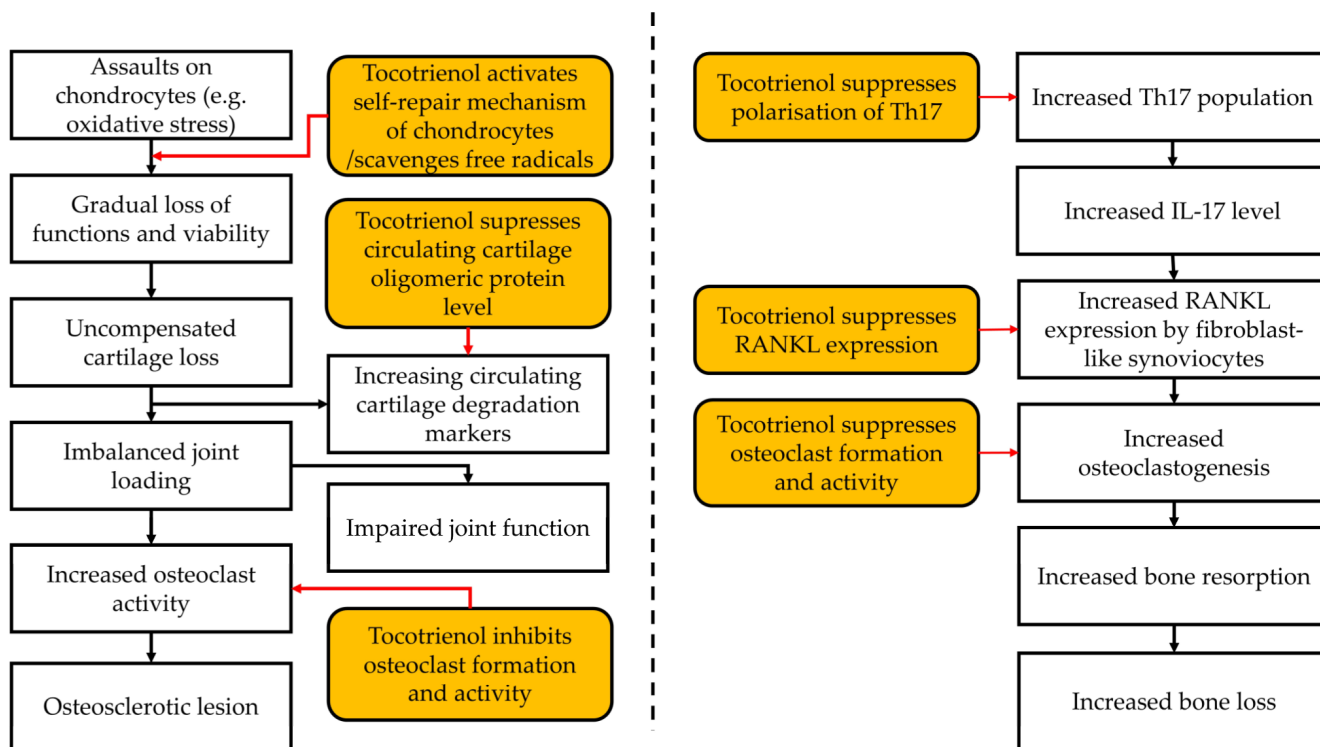 Assaults on
chondrocytes (e.g.
oxidative stress)
Tocotrienol activates
self-repair mechanism
of chondrocytes
/scavenges free radicals
Gradual loss of
functions and viability
Tocotrienol supresses
circulating cartilage
oligomeric protein
level
Uncompensated
cartilage loss
Increasing circulating
cartilage degradation
markers
Imbalanced joint
loading
Impaired joint function
Increased osteoclast
activity
Tocotrienol inhibits
osteoclast formation
and activity
Osteosclerotic lesion
Tocotrienol suppresses
polarisation of Th17
Increased Th17 population
Increased IL-17 level
Tocotrienol suppresses
RANKL expression
Increased RANKL
expression by fibroblast-
like synoviocytes
Tocotrienol suppresses
osteoclast formation
and activity
Increased
osteoclastogenesis
Increased bone resorption
Increased bone loss